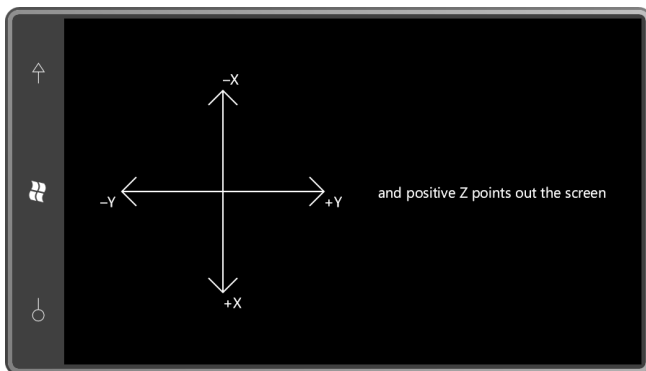 –X
–Y
+Y
and positive Z points out the screen
+X